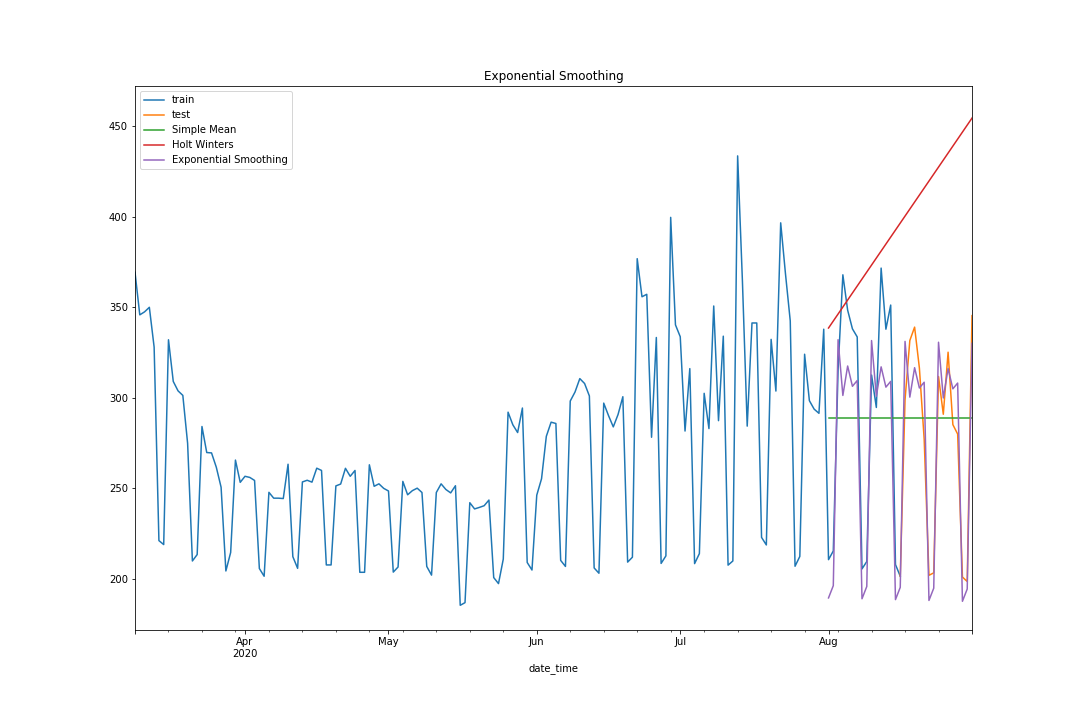 Exponential Smoothing
train
test
Simple Mean
Holt Winters
Exponential Smoothing
450
400
350
300
250
200
Apr
2020
May
Jun
Jul
Aug
date_time